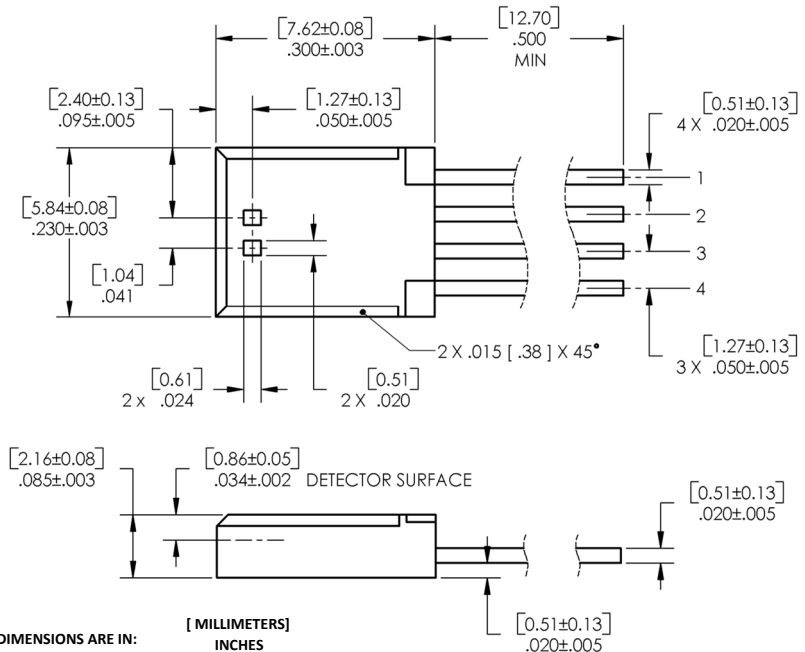 [7.62±0.08]
.300±.003
[12.70]
.500
MIN
[2.40±0.13]
.095±.005
[1.27±0.13]
.050±.005
[0.51±0.13]
4 X .020±.005
[5.84±0.08]
.230±.003
1
2
3
4
[1.04]
.041
2 X .015 [ .38 ] X 45°
[1.27±0.13]
3 X .050±.005
[0.61]
2 x .024
[0.51]
2 X .020
[2.16±0.08]
.085±.003
[0.86±0.05]
.034±.002 DETECTOR SURFACE
[0.51±0.13]
.020±.005
[0.51±0.13]
.020±.005
DIMENSIONS ARE IN:
[ MILLIMETERS]
INCHES